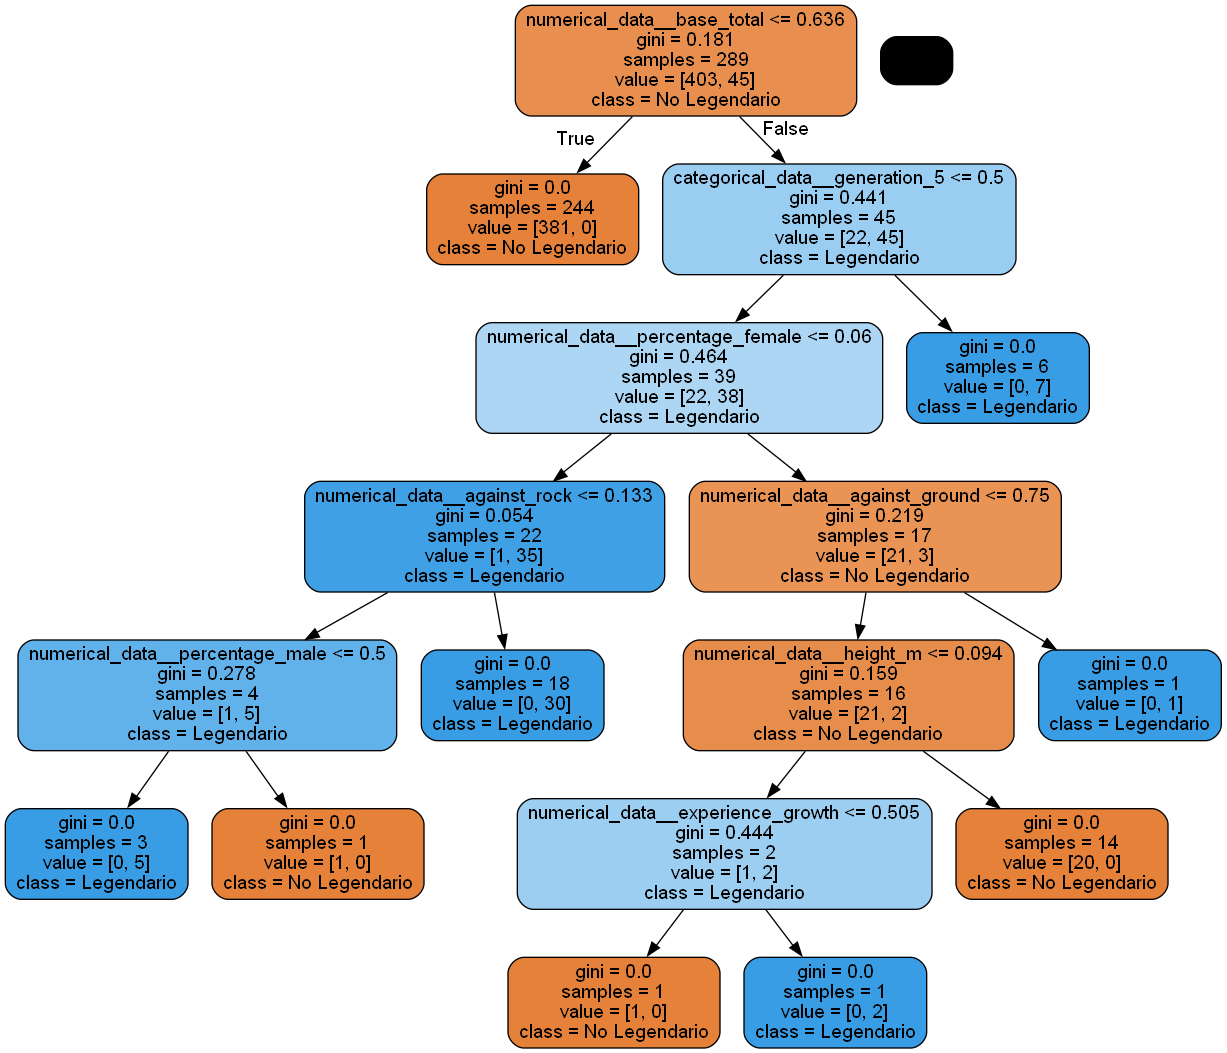 numerical_data__base_total <= 0.636
gini = 0.181
samples = 289
value = [403, 45]
class = No Legendario
True
False
gini = 0.0
samples = 244
value = [381, 0]
class = No Legendario
categorical_data__generation_5 <= 0.5
gini = 0.441
samples = 45
value = [22, 45]
class = Legendario
numerical_data__percentage_female <= 0.06
gini = 0.464
samples = 39
value = [22, 38]
class = Legendario
gini = 0.0
samples = 6
value = [0, 7]
class = Legendario
numerical_data__against_rock <= 0.133
gini = 0.054
samples = 22
value = [1, 35]
class = Legendario
numerical_data__against_ground <= 0.75
gini = 0.219
samples = 17
value = [21, 3]
class = No Legendario
numerical_data__percentage_male <= 0.5
gini = 0.278
samples = 4
value = [1, 5]
class = Legendario
gini = 0.0
samples = 18
value = [0, 30]
class = Legendario
numerical_data__height_m <= 0.094
gini = 0.159
samples = 16
value = [21, 2]
class = No Legendario
gini = 0.0
samples = 1
value = [0, 1]
class = Legendario
gini = 0.0
samples = 3
value = [0, 5]
class = Legendario
gini = 0.0
samples = 1
value = [1, 0]
class = No Legendario
numerical_data__experience_growth <= 0.505
gini = 0.444
samples = 2
value = [1, 2]
class = Legendario
gini = 0.0
samples = 14
value = [20, 0]
class = No Legendario
gini = 0.0
samples = 1
value = [1, 0]
class = No Legendario
gini = 0.0
samples = 1
value = [0, 2]
class = Legendario